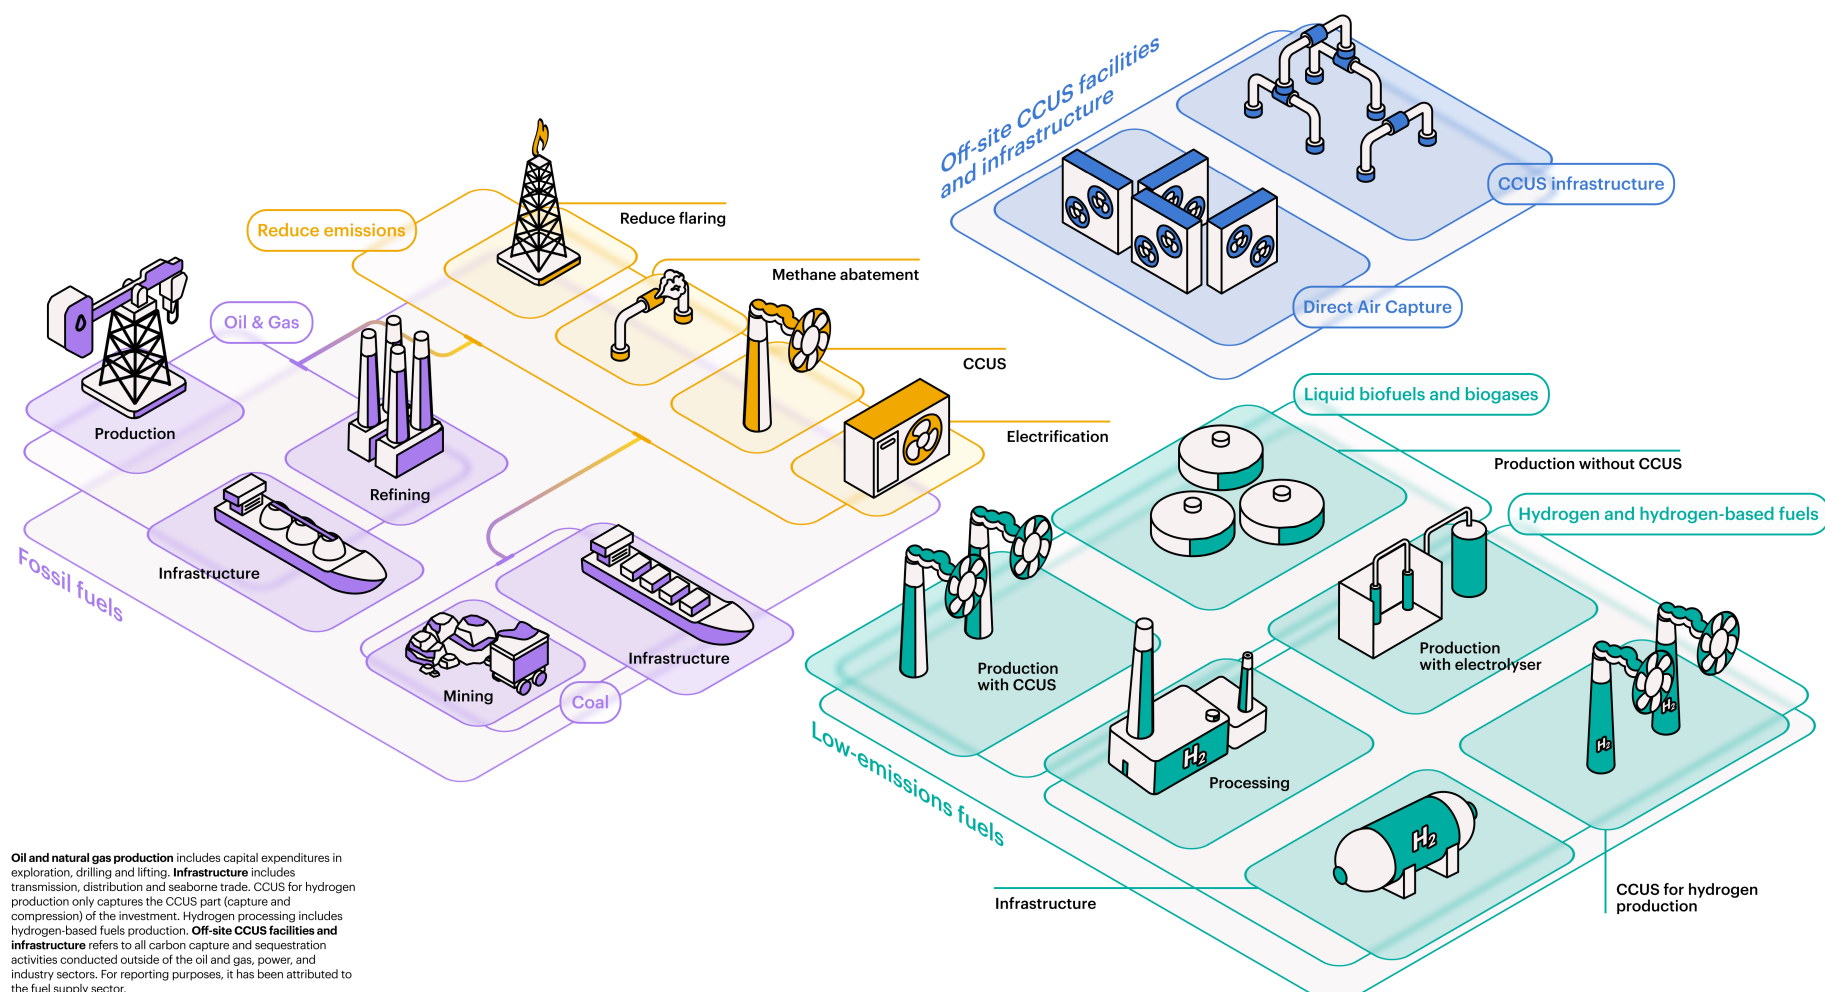 Off-site CCUS facilities
and infrastructure
CCUS infrastructure
Direct Air Capture
Reduce emissions
Reduce flaring
Methane abatement
CCUS
Electrification
Oil & Gas
Production
Refining
Infrastructure
Fossil fuels
Infrastructure
Mining
Coal
Liquid biofuels and biogases
Production without CCUS
Hydrogen and hydrogen-based fuels
Production
with CCUS
Production
with electrolyser
H2
H2
H2
Processing
Low-emissions fuels
H2
Infrastructure
CCUS for hydrogen
production
Oil and natural gas production includes capital expenditures in
exploration, drilling and lifting. Infrastructure includes
transmission, distribution and seaborne trade. CCUS for hydrogen
production only captures the CCUS part (capture and
compression) of the investment. Hydrogen processing includes
hydrogen-based fuels production. Off-site CCUS facilities and
infrastructure refers to all carbon capture and sequestration
activities conducted outside of the oil and gas, power, and
industry sectors. For reporting purposes, it has been attributed to
the fuel supply sector.